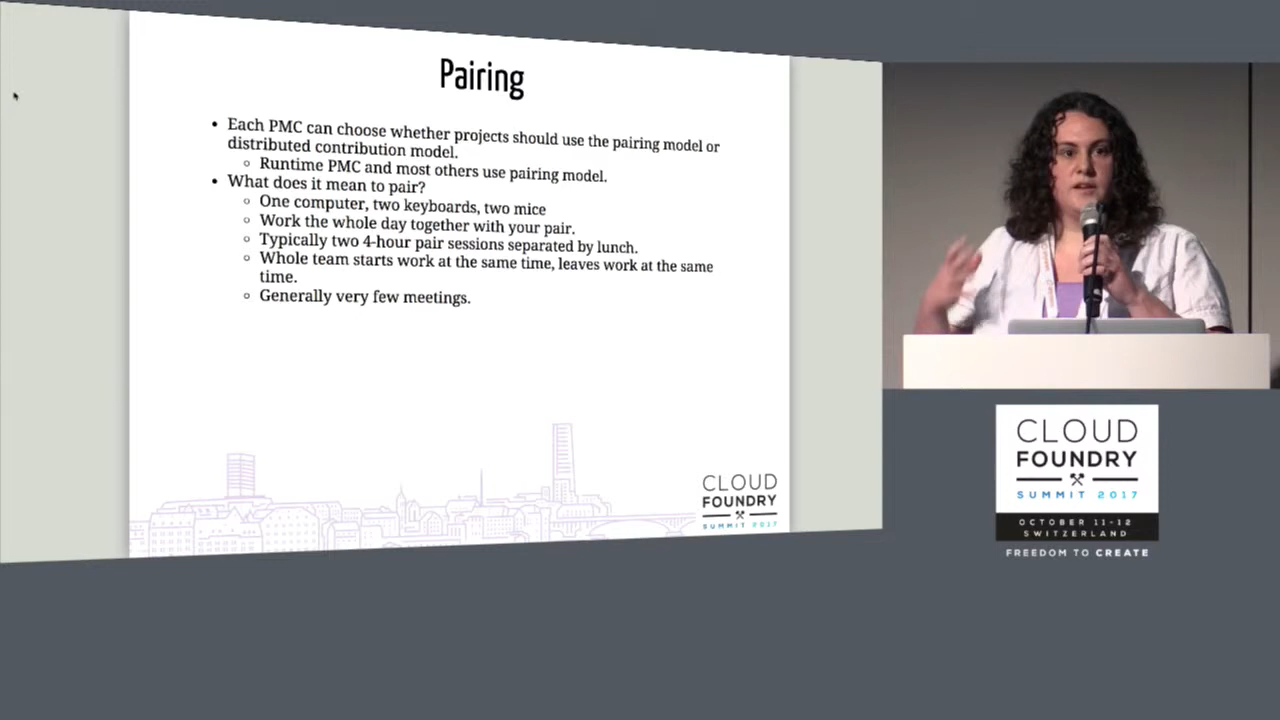 Pairing
• Each PMC can choose whether projects should use the pairing model or
distributed contribution model.
○ Runtime PMC and most others use pairing model.
• What does it mean to pair?
○ One computer, two keyboards, two mice
○ Work the whole day together with your pair.
○ Typically two 4-hour pair sessions separated by lunch.
○ Whole team starts work at the same time, leaves work at the same
time.
○ Generally very few meetings.
CLOUD
FOUNDRY
SUMMIT 2017
CLOUD
FOUNDRY
SUMMIT 2017
OCTOBER 11-12
SWITZERLAND
FREEDOM TO CREATE